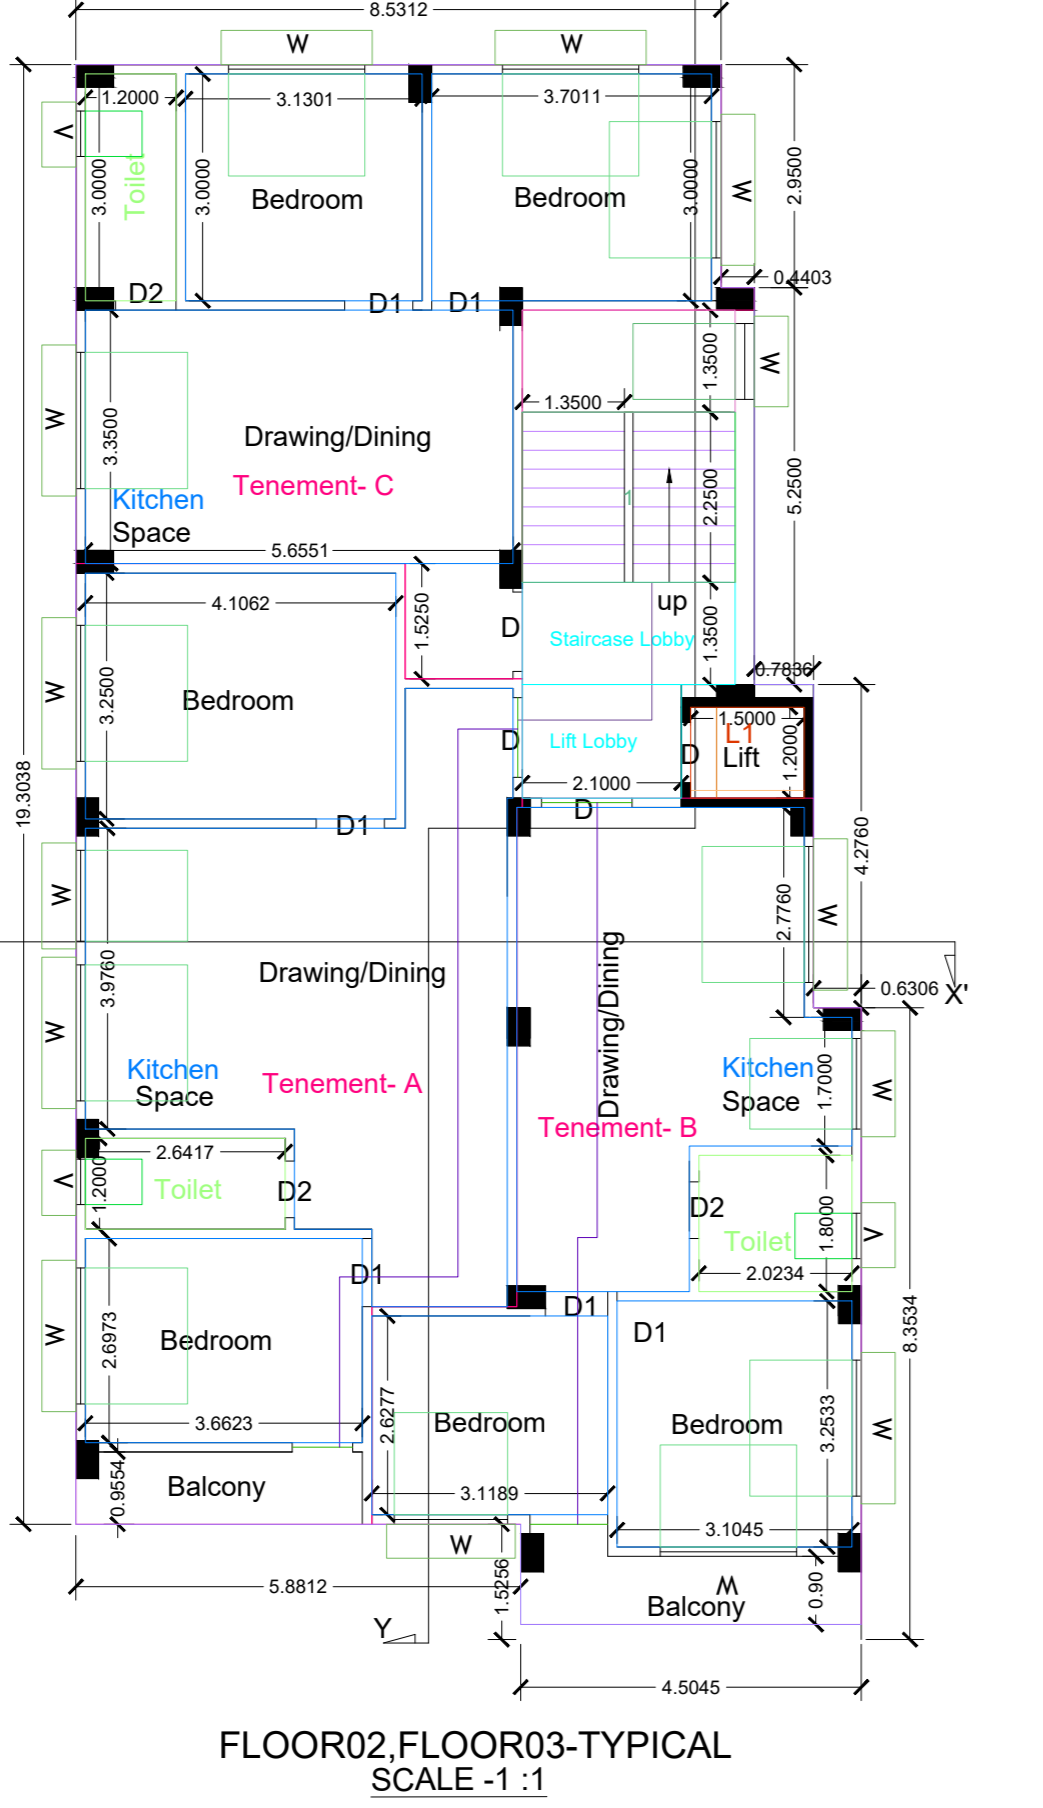 8.5312
W
W
1.2000
3.1301
3.7011
V
3.0000
Toilet
3.0000
Bedroom
Bedroom
3.0000
W
2.9500
0.4403
D2
D1
D1
W
1.3500
W
1.3500
3.3500
Drawing/Dining
Tenement- C
Kitchen
Space
1
2.2500
5.2500
5.6551
4.1062
1.5250
up
D
Staircase Lobby
1.3500
0.7836
W
3.2500
Bedroom
D
Lift Lobby
D
1.5000
L1
Lift
1.2000
2.1000
19.3038
D1
D
4.2760
W
2.7760
W
3.9760
Drawing/Dining
Drawing/Dining
0.6306
X'
W
Kitchen
Space
Tenement- A
Kitchen
Space
1.7000
W
Tenement- B
2.6417
V
1.2000
Toilet
D2
D2
1.8000
Toilet
V
2.0234
D1
D1
D1
W
2.6973
Bedroom
8.3534
3.6623
2.6277
Bedroom
Bedroom
3.2533
W
0.9554
Balcony
3.1189
3.1045
W
5.8812
1.5256
W
Balcony
0.90
Y
4.5045
FLOOR02,FLOOR03-TYPICAL
SCALE -1 :1